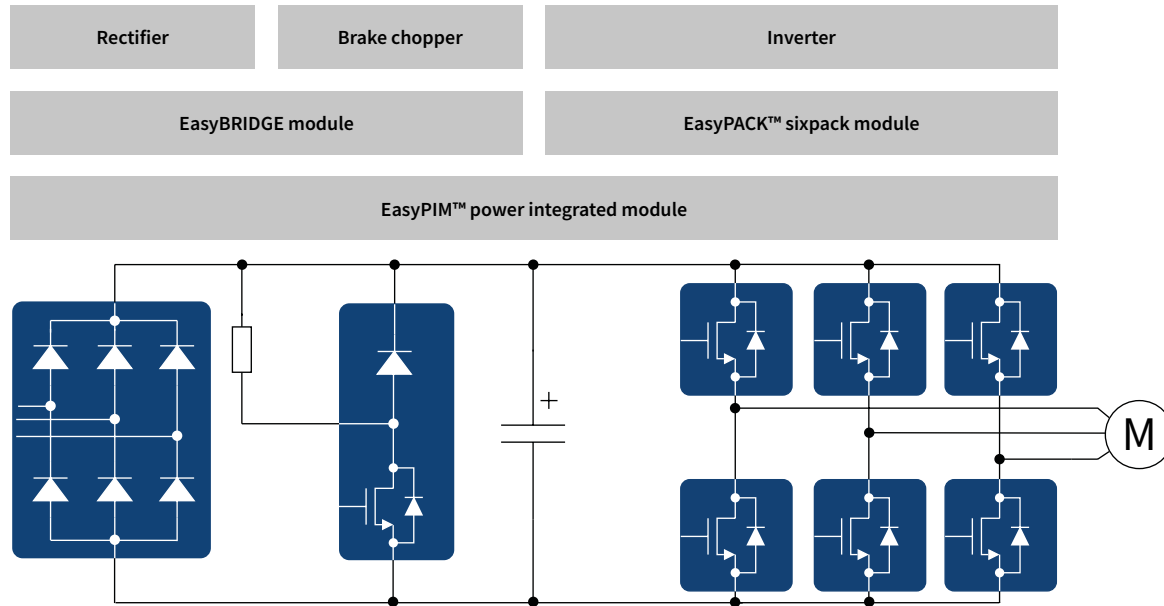 Rectifier
Brake chopper
Inverter
EasyBRIDGE module
EasyPACK™ sixpack module
EasyPIM™ power integrated module
+
M